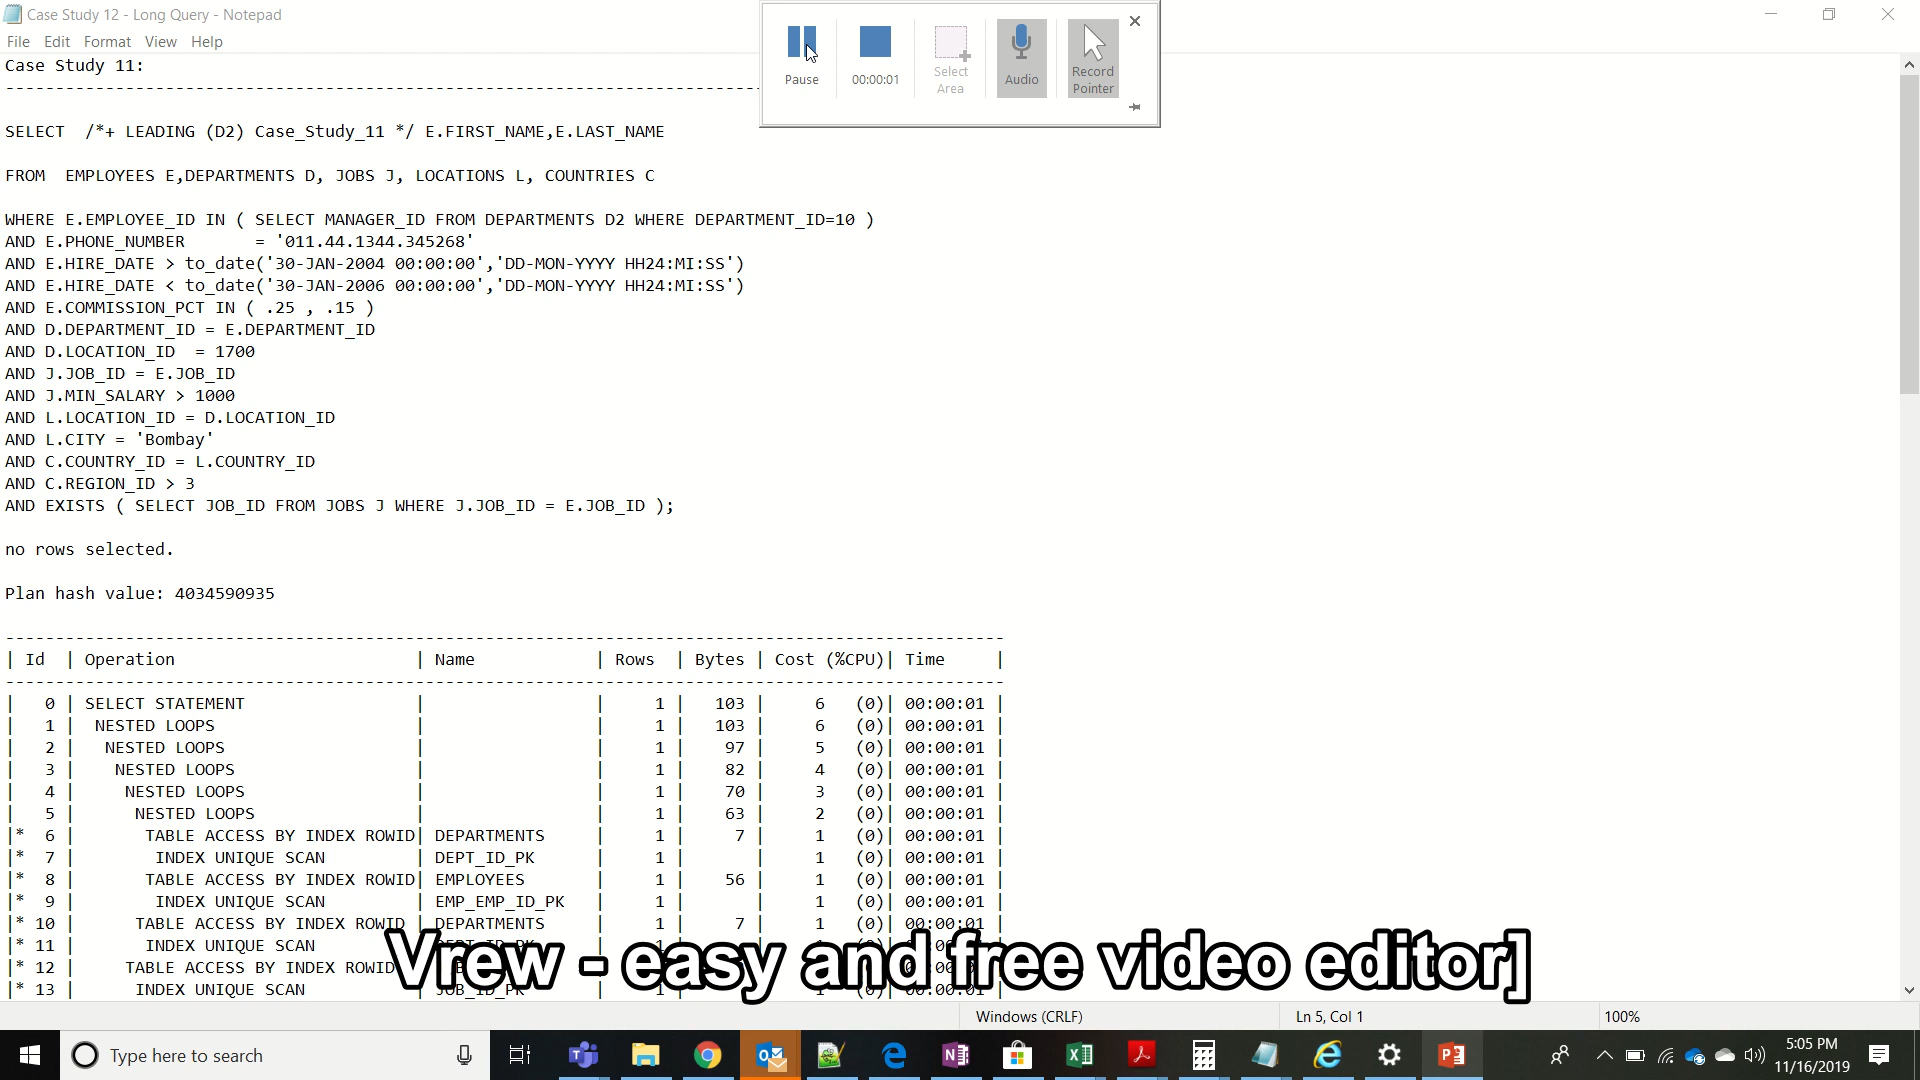 Case Study 12 - Long Query - Notepad
File Edit Format View Help
Pause
00:00:01
Select Area
Audio
Record Pointer
Case Study 11:
--------------------------------------------------------------------------------
SELECT /*+ LEADING (D2) Case_Study_11 */ E.FIRST_NAME,E.LAST_NAME
FROM EMPLOYEES E,DEPARTMENTS D, JOBS J, LOCATIONS L, COUNTRIES C
WHERE E.EMPLOYEE_ID IN ( SELECT MANAGER_ID FROM DEPARTMENTS D2 WHERE DEPARTMENT_ID=10 )
AND E.PHONE_NUMBER = '011.44.1344.345268'
AND E.HIRE_DATE > to_date('30-JAN-2004 00:00:00','DD-MON-YYYY HH24:MI:SS')
AND E.HIRE_DATE < to_date('30-JAN-2006 00:00:00','DD-MON-YYYY HH24:MI:SS')
AND E.COMMISSION_PCT IN ( .25 , .15 )
AND D.DEPARTMENT_ID = E.DEPARTMENT_ID
AND D.LOCATION_ID = 1700
AND J.JOB_ID = E.JOB_ID
AND J.MIN_SALARY > 1000
AND L.LOCATION_ID = D.LOCATION_ID
AND L.CITY = 'Bombay'
AND C.COUNTRY_ID = L.COUNTRY_ID
AND C.REGION_ID > 3
AND EXISTS ( SELECT JOB_ID FROM JOBS J WHERE J.JOB_ID = E.JOB_ID );
no rows selected.
Plan hash value: 4034590935
----------------------------------------------------------------------------------------------------
| Id | Operation | Name | Rows | Bytes | Cost (%CPU)| Time |
----------------------------------------------------------------------------------------------------
| 0 | SELECT STATEMENT | | 1 | 103 | 6 (0)| 00:00:01 |
| 1 | NESTED LOOPS | | 1 | 103 | 6 (0)| 00:00:01 |
| 2 | NESTED LOOPS | | 1 | 97 | 5 (0)| 00:00:01 |
| 3 | NESTED LOOPS | | 1 | 82 | 4 (0)| 00:00:01 |
| 4 | NESTED LOOPS | | 1 | 70 | 3 (0)| 00:00:01 |
| 5 | NESTED LOOPS | | 1 | 63 | 2 (0)| 00:00:01 |
|* 6 | TABLE ACCESS BY INDEX ROWID| DEPARTMENTS | 1 | 7 | 1 (0)| 00:00:01 |
|* 7 | INDEX UNIQUE SCAN | DEPT_ID_PK | 1 | | 1 (0)| 00:00:01 |
|* 8 | TABLE ACCESS BY INDEX ROWID| EMPLOYEES | 1 | 56 | 1 (0)| 00:00:01 |
|* 9 | INDEX UNIQUE SCAN | EMP_EMP_ID_PK | 1 | | 1 (0)| 00:00:01 |
|* 10 | TABLE ACCESS BY INDEX ROWID | DEPARTMENTS | 1 | 7 | 1 (0)| 00:00:01 |
|* 11 | INDEX UNIQUE SCAN
|* 12 | TABLE ACCESS BY INDEX ROWID
|* 13 | INDEX UNIQUE SCAN | JOB_ID_PK
Vrew - easy and free video editor]
Windows (CRLF) Ln 5, Col 1 100%
Type here to search
5:05 PM
11/16/2019